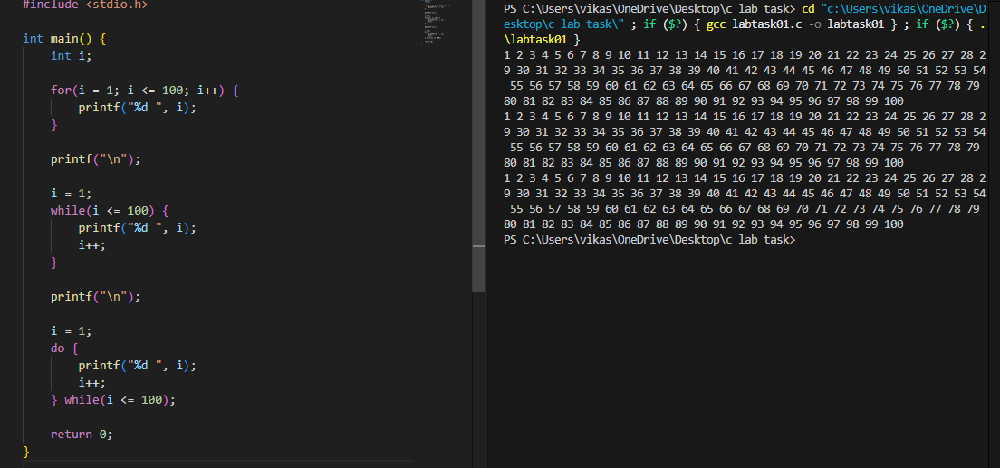 #include <stdio.h>

int main() {
    int i;

    for(i = 1; i <= 100; i++) {
        printf("%d ", i);
    }

    printf("\n");

    i = 1;
    while(i <= 100) {
        printf("%d ", i);
        i++;
    }

    printf("\n");

    i = 1;
    do {
        printf("%d ", i);
        i++;
    } while(i <= 100);

    return 0;
}
PS C:\Users\vikas\OneDrive\Desktop\c lab task> cd "c:\Users\vikas\OneDrive\D
esktop\c lab task\" ; if ($?) { gcc labtask01.c -o labtask01 } ; if ($?) { .
\labtask01 }
1 2 3 4 5 6 7 8 9 10 11 12 13 14 15 16 17 18 19 20 21 22 23 24 25 26 27 28 2
9 30 31 32 33 34 35 36 37 38 39 40 41 42 43 44 45 46 47 48 49 50 51 52 53 54
 55 56 57 58 59 60 61 62 63 64 65 66 67 68 69 70 71 72 73 74 75 76 77 78 79
80 81 82 83 84 85 86 87 88 89 90 91 92 93 94 95 96 97 98 99 100
1 2 3 4 5 6 7 8 9 10 11 12 13 14 15 16 17 18 19 20 21 22 23 24 25 26 27 28 2
9 30 31 32 33 34 35 36 37 38 39 40 41 42 43 44 45 46 47 48 49 50 51 52 53 54
 55 56 57 58 59 60 61 62 63 64 65 66 67 68 69 70 71 72 73 74 75 76 77 78 79
80 81 82 83 84 85 86 87 88 89 90 91 92 93 94 95 96 97 98 99 100
1 2 3 4 5 6 7 8 9 10 11 12 13 14 15 16 17 18 19 20 21 22 23 24 25 26 27 28 2
9 30 31 32 33 34 35 36 37 38 39 40 41 42 43 44 45 46 47 48 49 50 51 52 53 54
 55 56 57 58 59 60 61 62 63 64 65 66 67 68 69 70 71 72 73 74 75 76 77 78 79
80 81 82 83 84 85 86 87 88 89 90 91 92 93 94 95 96 97 98 99 100
PS C:\Users\vikas\OneDrive\Desktop\c lab task>